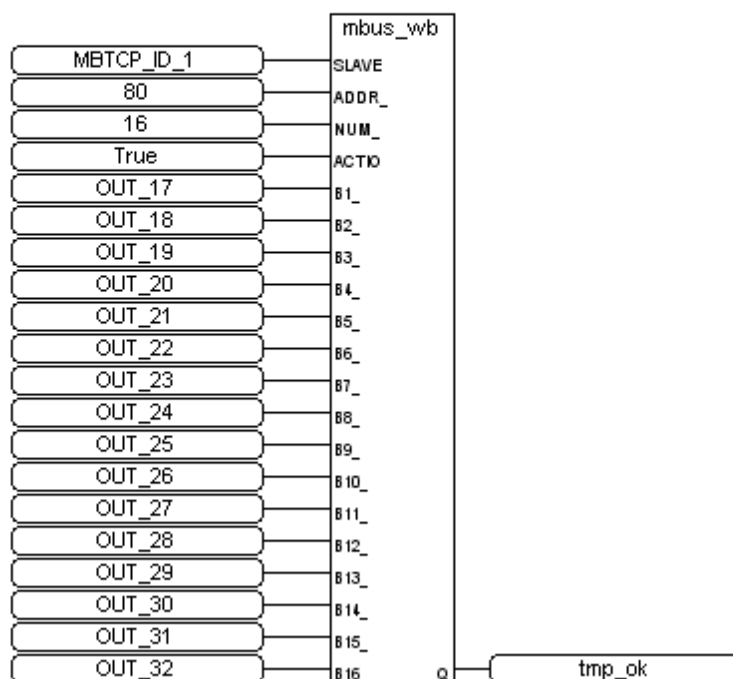 mbus_wb
MBTCP_ID_1 SLAVE
80 ADDR_
16 NUM_
True ACTIO
OUT_17 B1_
OUT_18 B2_
OUT_19 B3_
OUT_20 B4_
OUT_21 B5_
OUT_22 B6_
OUT_23 B7_
OUT_24 B8_
OUT_25 B9_
OUT_26 B10_
OUT_27 B11_
OUT_28 B12_
OUT_29 B13_
OUT_30 B14_
OUT_31 B15_
OUT_32 B16_ Q tmp_ok